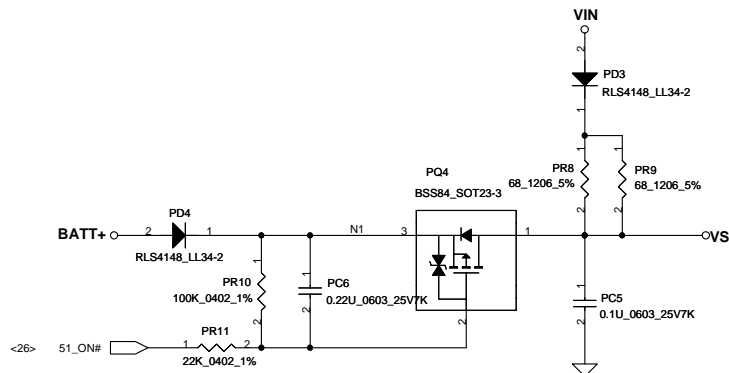 VIN
2
PD3
RLS4148_LL34-2
1
1
1
PR8
68_1206_5%
PR9
68_1206_5%
2
2
PQ4
BSS84_SOT23-3
PD4
BATT+
2
1
N1
3
1
VS
RLS4148_LL34-2
1
PR10
100K_0402_1%
2
1
PC6
0.22U_0603_25V7K
2
2
1
PC5
0.1U_0603_25V7K
2
PR11
<26>
51_ON#
1
2
22K_0402_1%